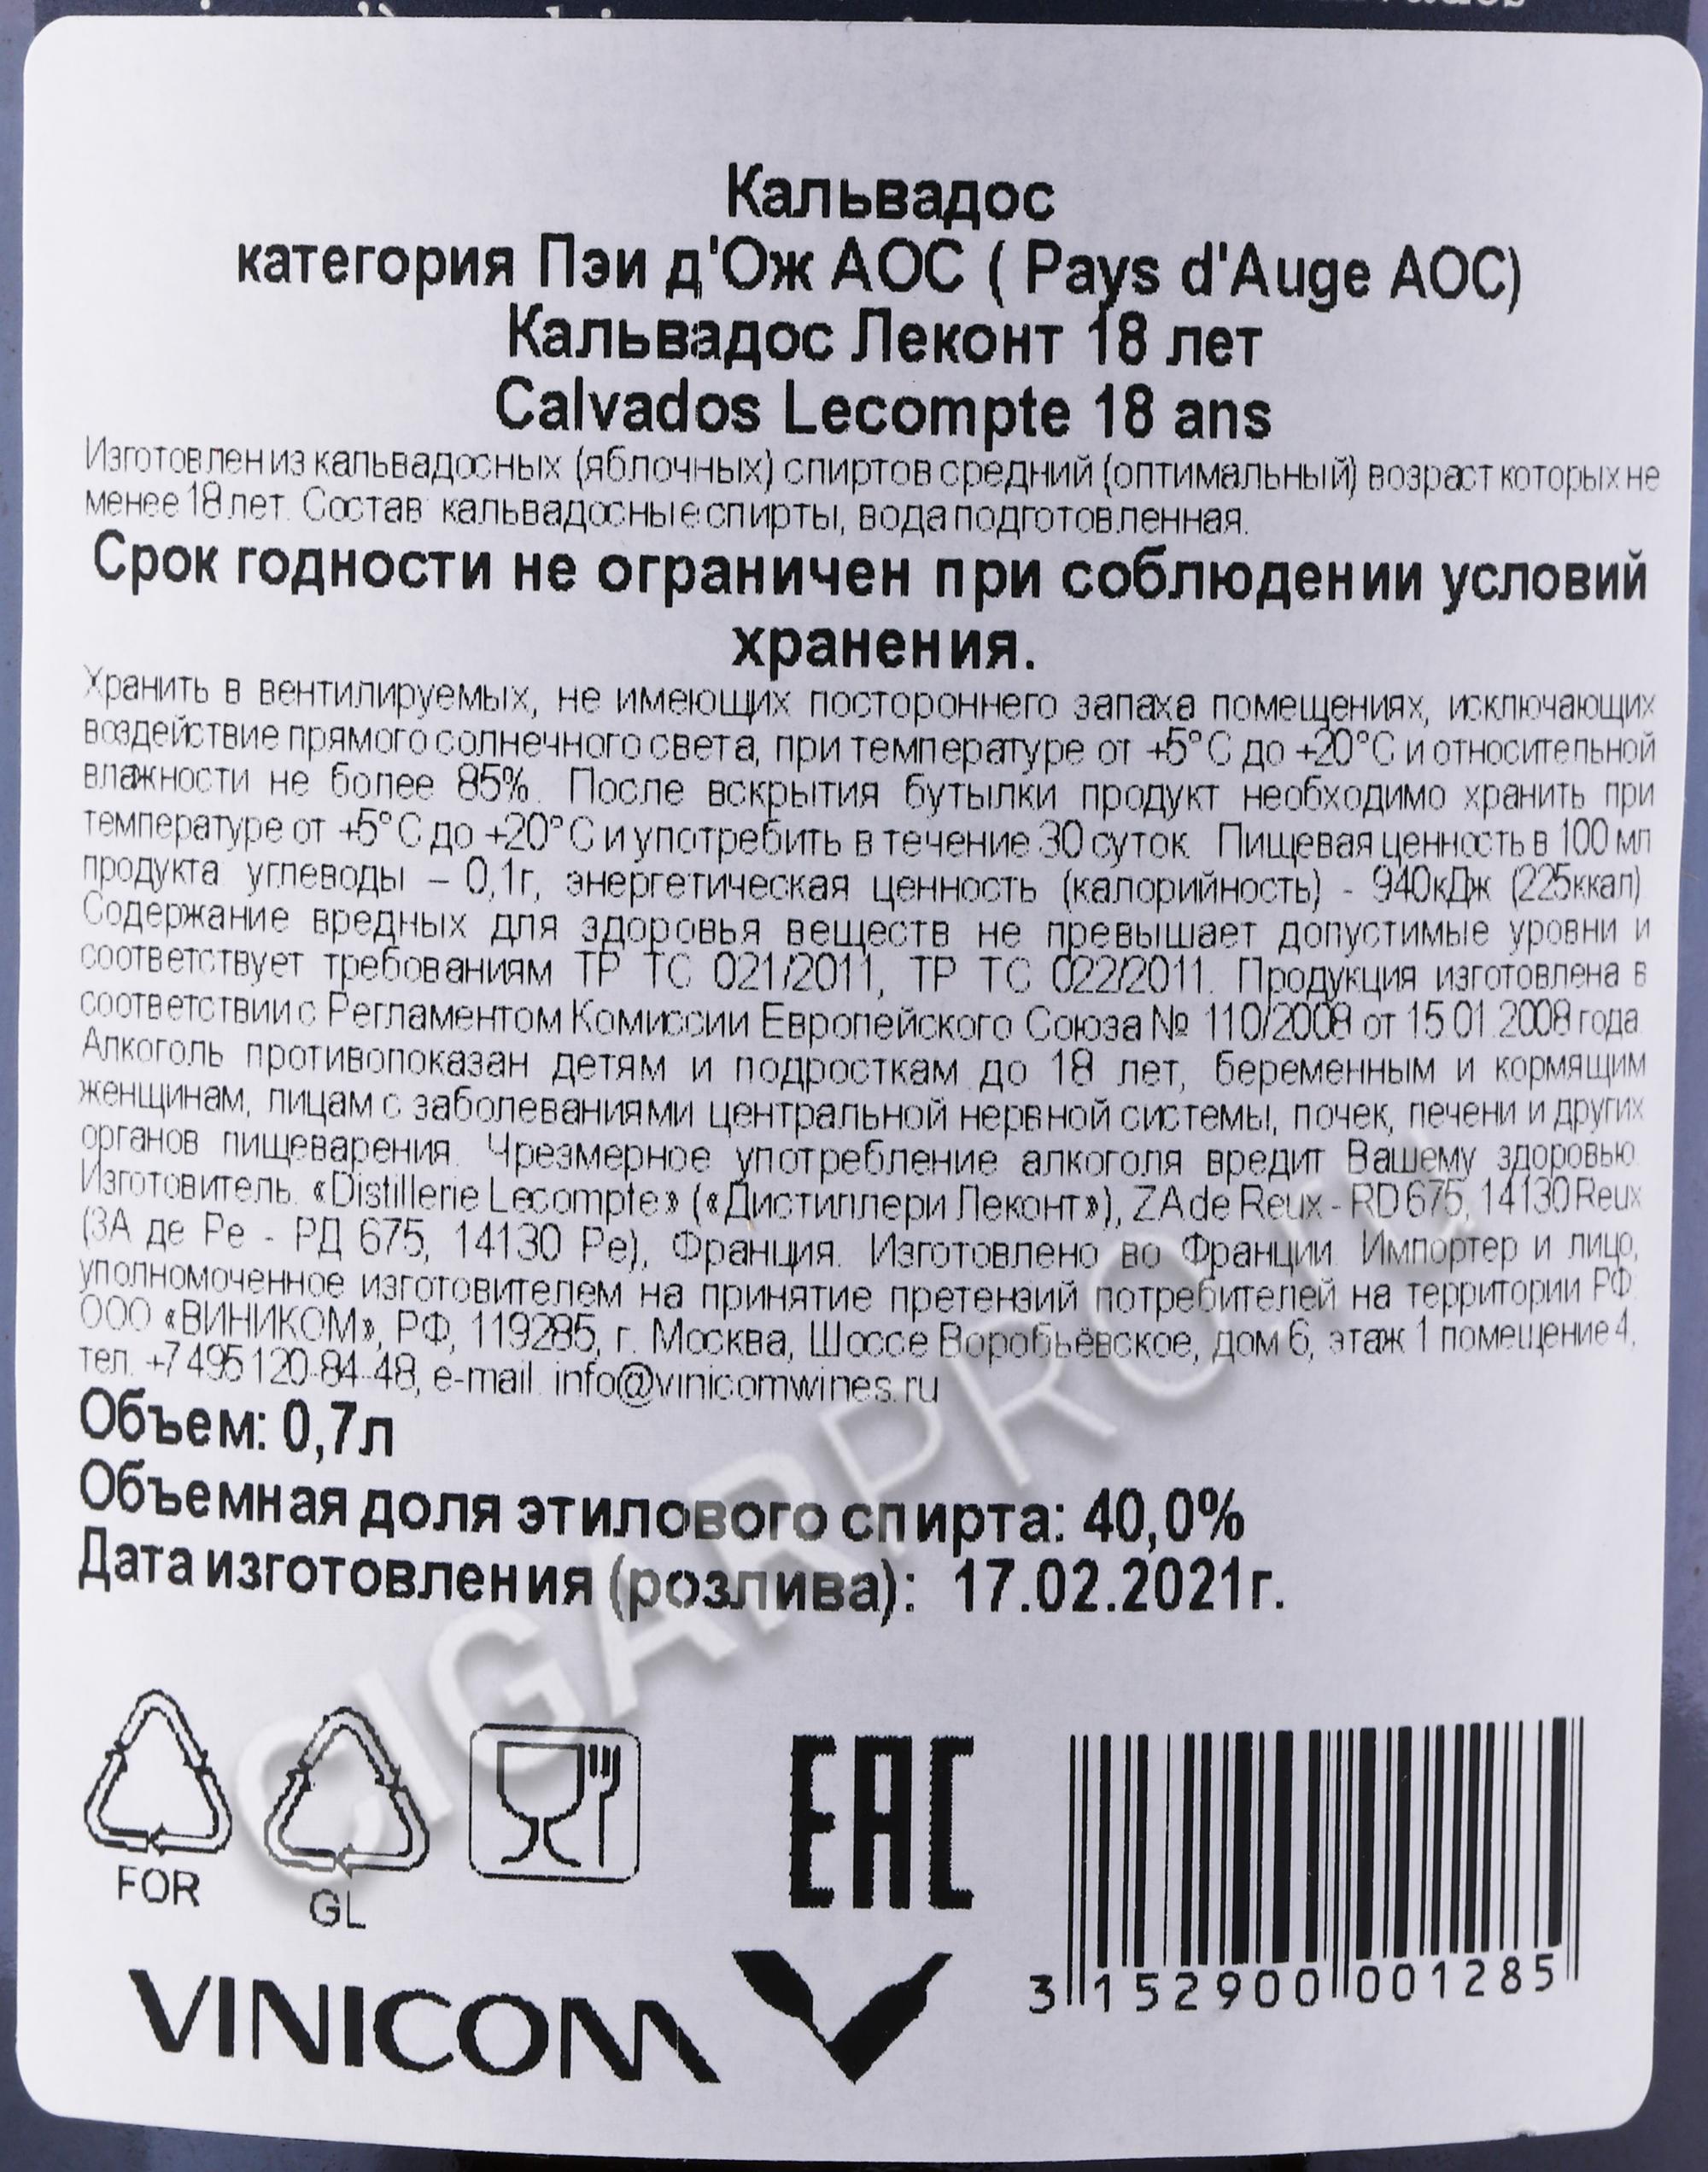 Кальвадос
категория Пэи д'Ож АОС ( Pays d'Auge AOC)
Кальвадос Леконт 18 лет
Calvados Lecompte 18 ans
Изготовлен из кальвадосных (яблочных) спиртов средний (оптимальный) возраст которых не
менее 18 лет. Состав: кальвадосные спирты, вода подготовленная.
Срок годности не ограничен при соблюдении условий
хранения.
Хранить в вентилируемых, не имеющих постороннего запаха помещениях, исключающих
воздействие прямого солнечного света, при температуре от +5°С до +20°С и относительной
влажности не более 85%. После вскрытия бутылки продукт необходимо хранить при
температуре от +5°С до +20°С и употребить в течение 30 суток. Пищевая ценность в 100 мл
продукта: углеводы – 0,1г, энергетическая ценность (калорийность) - 940кДж (225ккал)
Содержание вредных для здоровья веществ не превышает допустимые уровни и
соответствует требованиям ТР ТС 021/2011, ТР ТС 022/2011. Продукция изготовлена в
соответствии с Регламентом Комиссии Европейского Союза № 110/2008 от 15.01.2008 года.
Алкоголь противопоказан детям и подросткам до 18 лет, беременным и кормящим
женщинам, лицам с заболеваниями центральной нервной системы, почек, печени и других
органов пищеварения. Чрезмерное употребление алкоголя вредит Вашему здоровью.
Изготовитель: «Distillerie Lecompte» («Дистиллери Леконт»), ZA de Reux - RD 675, 14130 Reux
(ЗА де Ре - РД 675, 14130 Ре), Франция. Изготовлено во Франции. Импортер и лицо,
уполномоченное изготовителем на принятие претензий потребителей на территории РФ:
ООО «ВИНИКОМ», РФ, 119285, г. Москва, Шоссе Воробьёвское, дом 6, этаж 1 помещение 4,
тел. +7 495 120-84-48, e-mail: info@vinicomwines.ru
Объем: 0,7л
Объемная доля этилового спирта: 40,0%
Дата изготовления (розлива): 17.02.2021г.
CIGARPRO.ru
FOR
GL
EAC
3 152900 001285
VINICOM